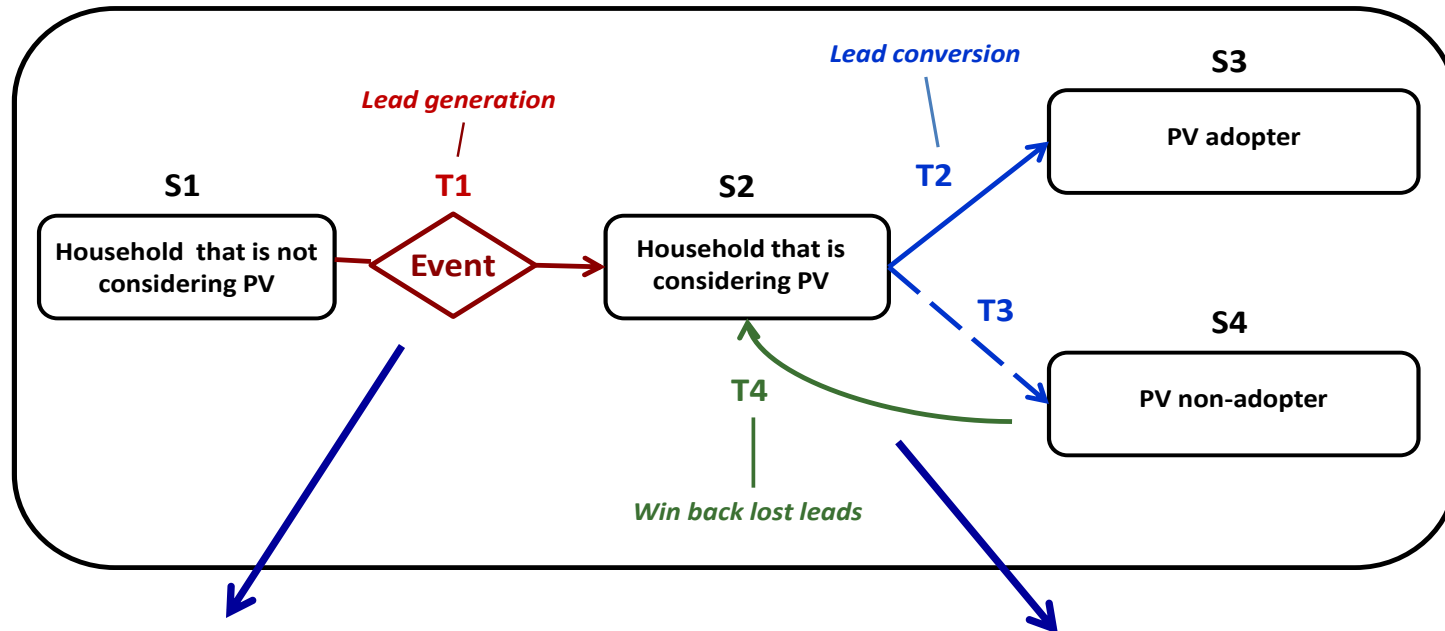 Lead conversion
S3
Lead generation
PV adopter
S1
T1
S2
T2
Household that is not
considering PV
Event
Household that is
considering PV
T3
S4
T4
PV non-adopter
Win back lost leads